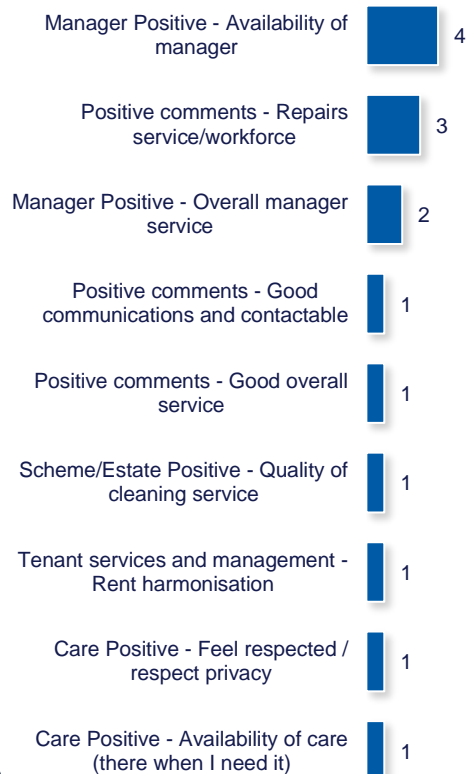 Manager Positive - Availability of
manager
4
Positive comments - Repairs
service/workforce
3
Manager Positive - Overall manager
service
2
Positive comments - Good
communications and contactable
1
Positive comments - Good overall
service
1
Scheme/Estate Positive - Quality of
cleaning service
1
Tenant services and management -
Rent harmonisation
1
Care Positive - Feel respected /
respect privacy
1
Care Positive - Availability of care
(there when I need it)
1